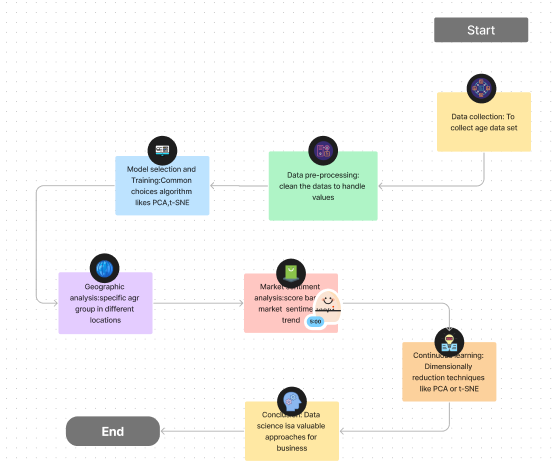 Start
Data collection: To
collect age data set
Data pre-processing:
clean the datas to handle
values
Model selection and
Training:Common
choices algorithm
likes PCA,t-SNE
Geographic
analysis:specific agr
group in different
locations
Market sentiment
analysis:score
market sentiment
trend
5:00
Continuous learning:
Dimensionally
reduction techniques
like PCA or t-SNE
Conclusion: Data
science isa valuable
approaches for
business
End